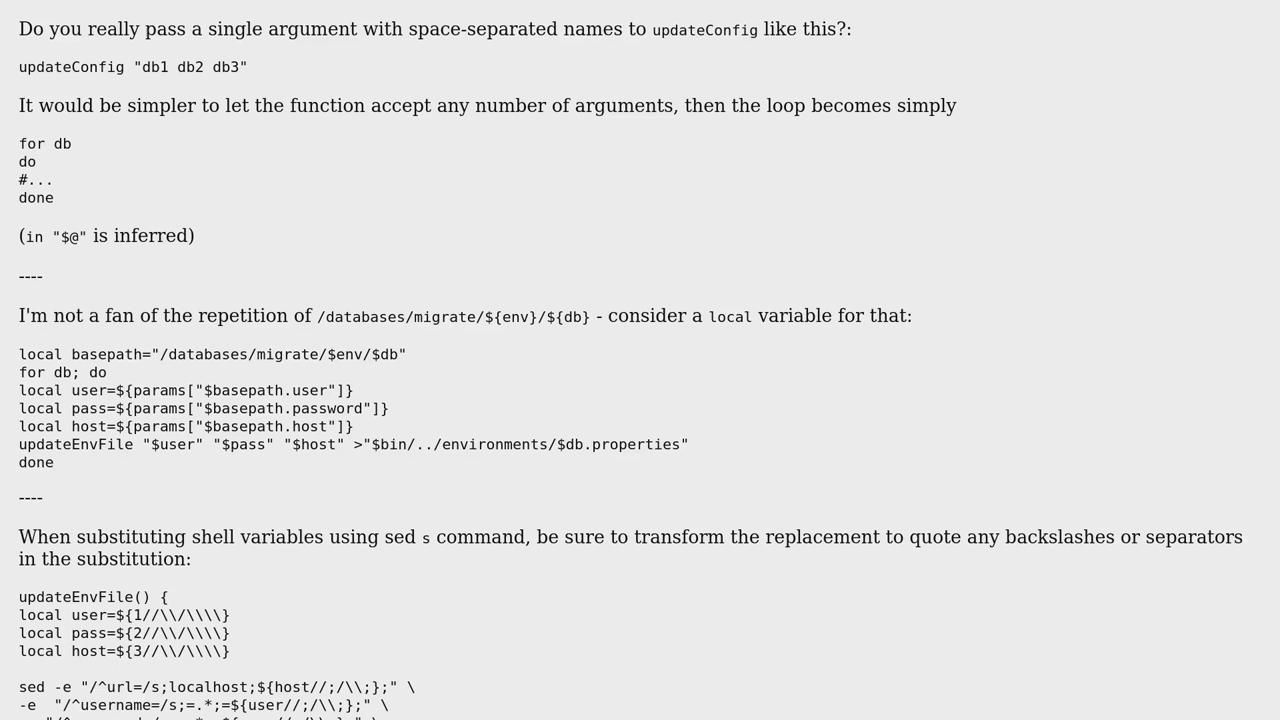 Do you really pass a single argument with space-separated names to updateConfig like this?:
updateConfig "db1 db2 db3"
It would be simpler to let the function accept any number of arguments, then the loop becomes simply
for db
do
#...
done
(in "$@" is inferred)
----
I'm not a fan of the repetition of /databases/migrate/${env}/${db} - consider a local variable for that:
local basepath="/databases/migrate/$env/$db"
for db; do
local user=${params["$basepath.user"]}
local pass=${params["$basepath.password"]}
local host=${params["$basepath.host"]}
updateEnvFile "$user" "$pass" "$host" >"$bin/../environments/$db.properties"
done
----
When substituting shell variables using sed s command, be sure to transform the replacement to quote any backslashes or separators
in the substitution:
updateEnvFile() {
local user=${1//\\/\\\\}
local pass=${2//\\/\\\\}
local host=${3//\\/\\\\}
sed -e "/^url=/s;localhost;${host//;/\\;};" \
-e  "/^username=/s;=.*;=${user//;/\\;};" \